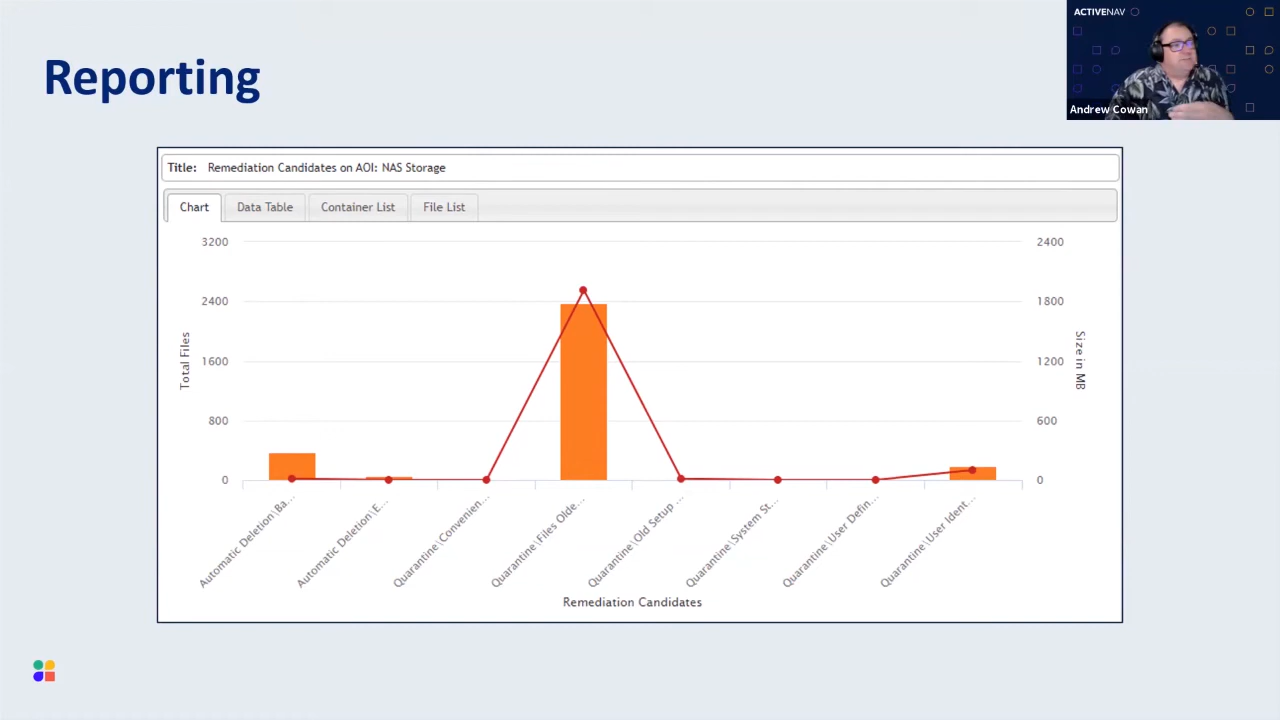 ACTIVENAV
Andrew Cowan
Reporting
Title: Remediation Candidates on AOI: NAS Storage
Chart
Data Table
Container List
File List
3200
2400
1600
800
0
Total Files
2400
1800
1200
600
0
Size in MB
Automatic Deletion\Ba...
Automatic Deletion\E...
Quarantine\Convenien...
Quarantine\Files Olde...
Quarantine\Old Setup ...
Quarantine\System St...
Quarantine\User Defin...
Quarantine\User Ident...
Remediation Candidates